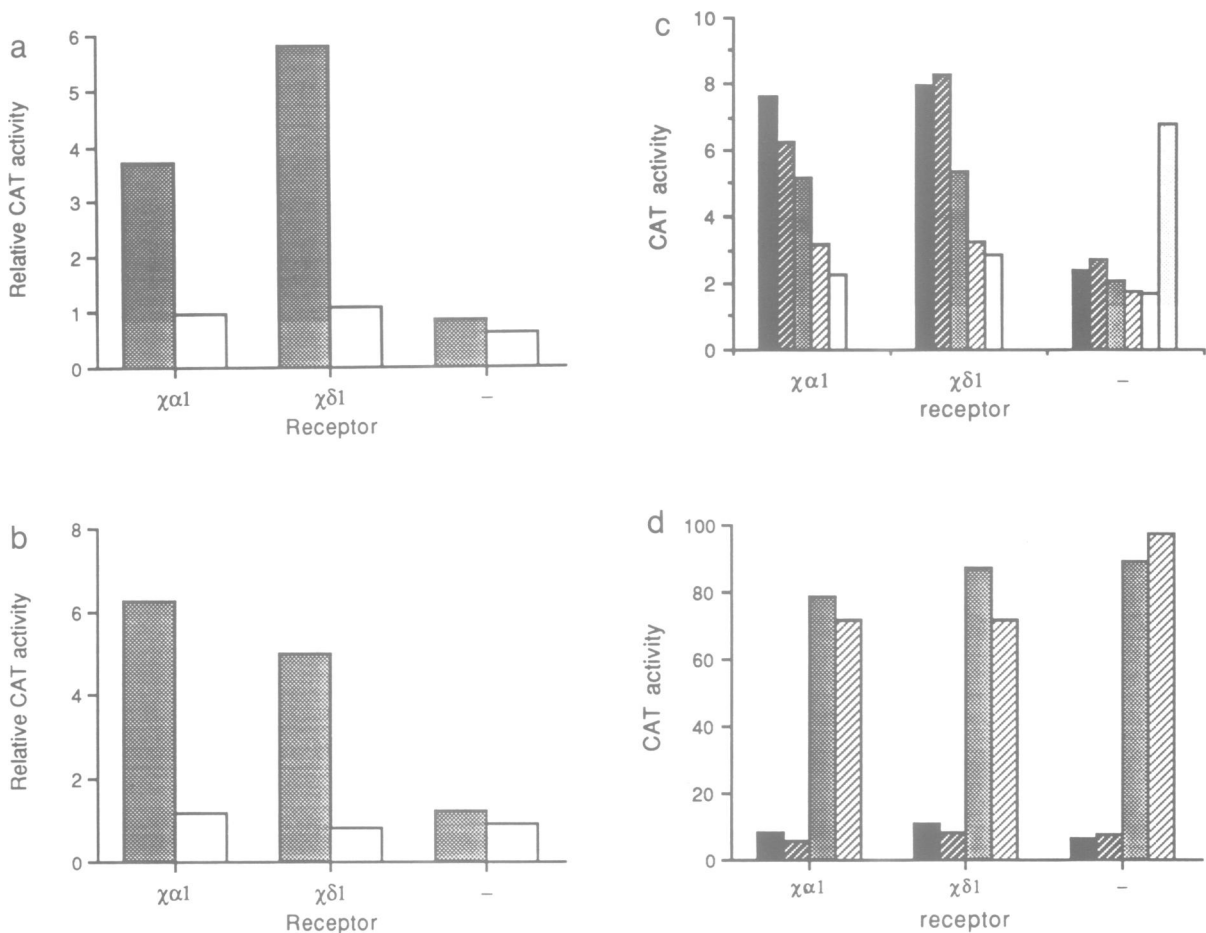 a
Relative CAT activity
6
5
4
3
2
1
0
χα1
χδ1
–
Receptor
b
Relative CAT activity
8
6
4
2
0
χα1
χδ1
–
Receptor
c
CAT activity
10
8
6
4
2
0
χα1
χδ1
–
receptor
d
CAT activity
100
80
60
40
20
0
χα1
χδ1
–
receptor